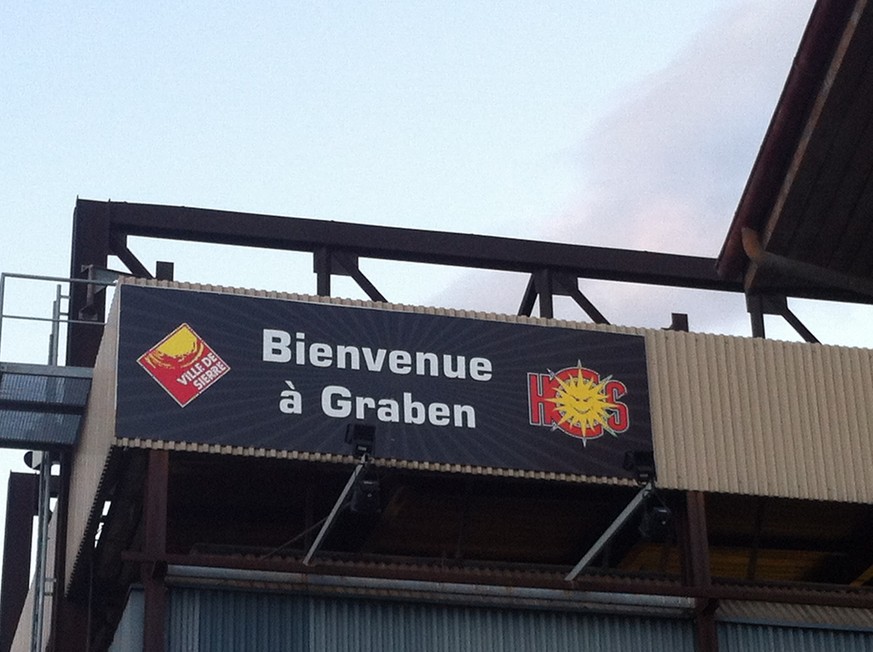 VILLE DE
SIERRE
Bienvenue
à Graben
HCS